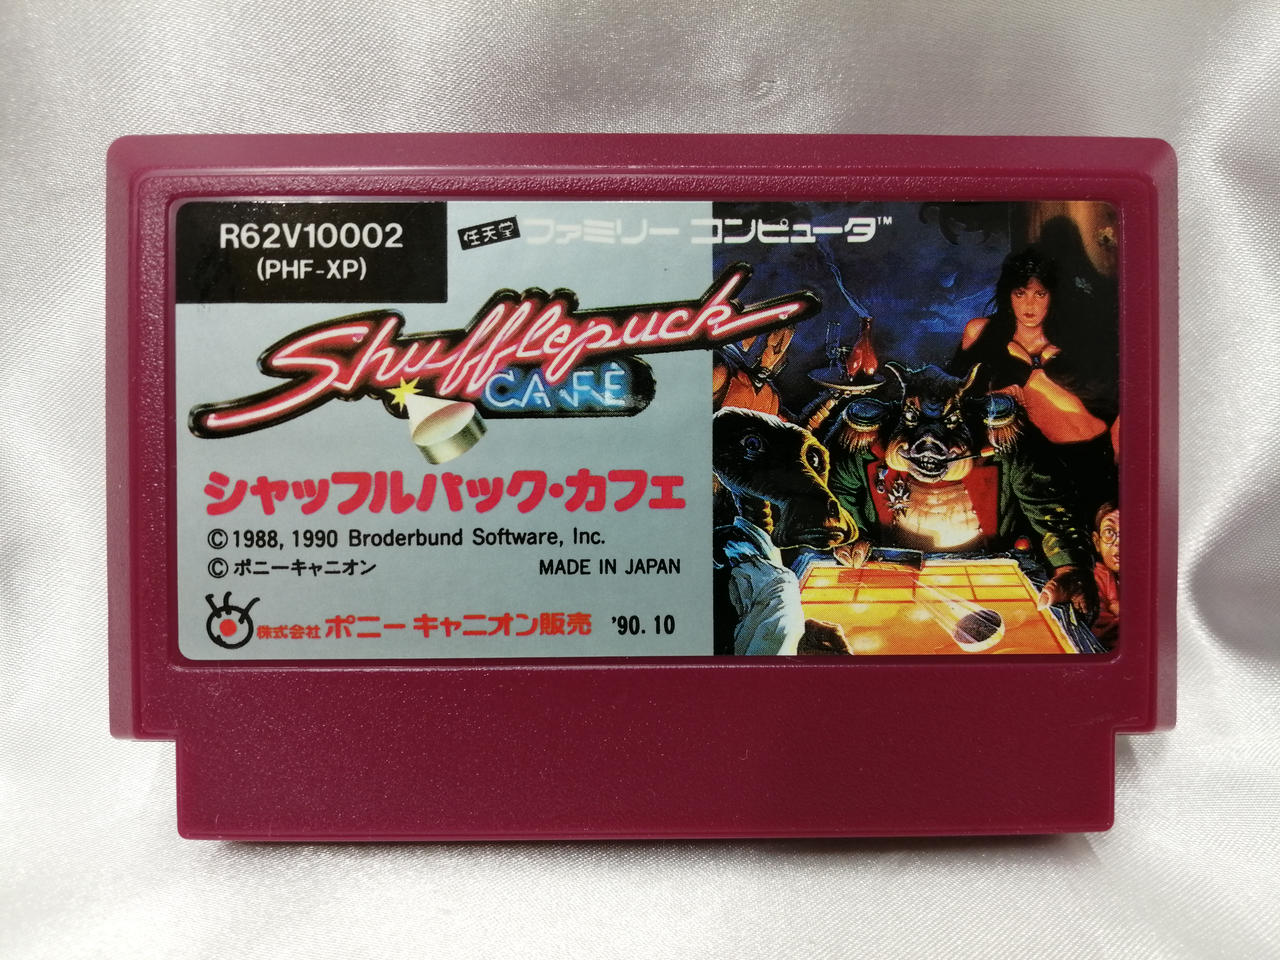 R62V10002
(PHF-XP)
任天堂 ファミリー コンピュータ™
Shufflepuck
CAFÉ
シャッフルパック・カフェ
©1988, 1990 Broderbund Software, Inc.
©ポニーキャニオン MADE IN JAPAN
株式会社 ポニーキャニオン販売 '90.10